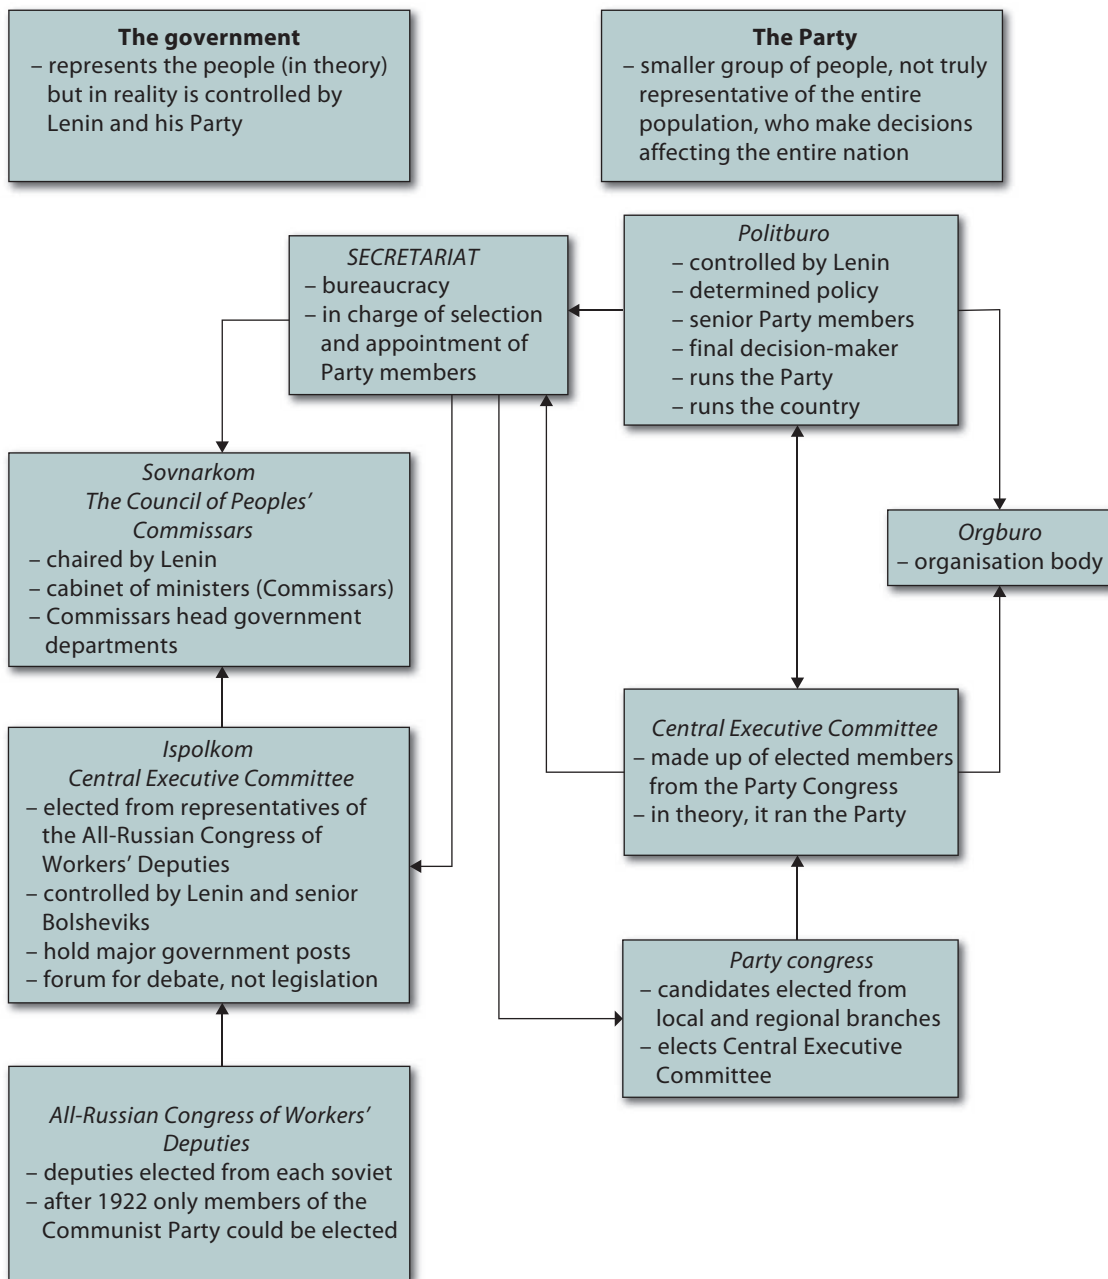 The government
– represents the people (in theory)
but in reality is controlled by
Lenin and his Party
The Party
– smaller group of people, not truly
representative of the entire
population, who make decisions
affecting the entire nation
SECRETARIAT
– bureaucracy
– in charge of selection
and appointment of
Party members
Politburo
– controlled by Lenin
– determined policy
– senior Party members
– final decision-maker
– runs the Party
– runs the country
Sovnarkom
The Council of Peoples’
Commissars
– chaired by Lenin
– cabinet of ministers (Commissars)
– Commissars head government
departments
Orgburo
– organisation body
Ispolkom
Central Executive Committee
– elected from representatives of
the All-Russian Congress of
Workers’ Deputies
– controlled by Lenin and senior
Bolsheviks
– hold major government posts
– forum for debate, not legislation
Central Executive Committee
– made up of elected members
from the Party Congress
– in theory, it ran the Party
Party congress
– candidates elected from
local and regional branches
– elects Central Executive
Committee
All-Russian Congress of Workers’
Deputies
– deputies elected from each soviet
– after 1922 only members of the
Communist Party could be elected